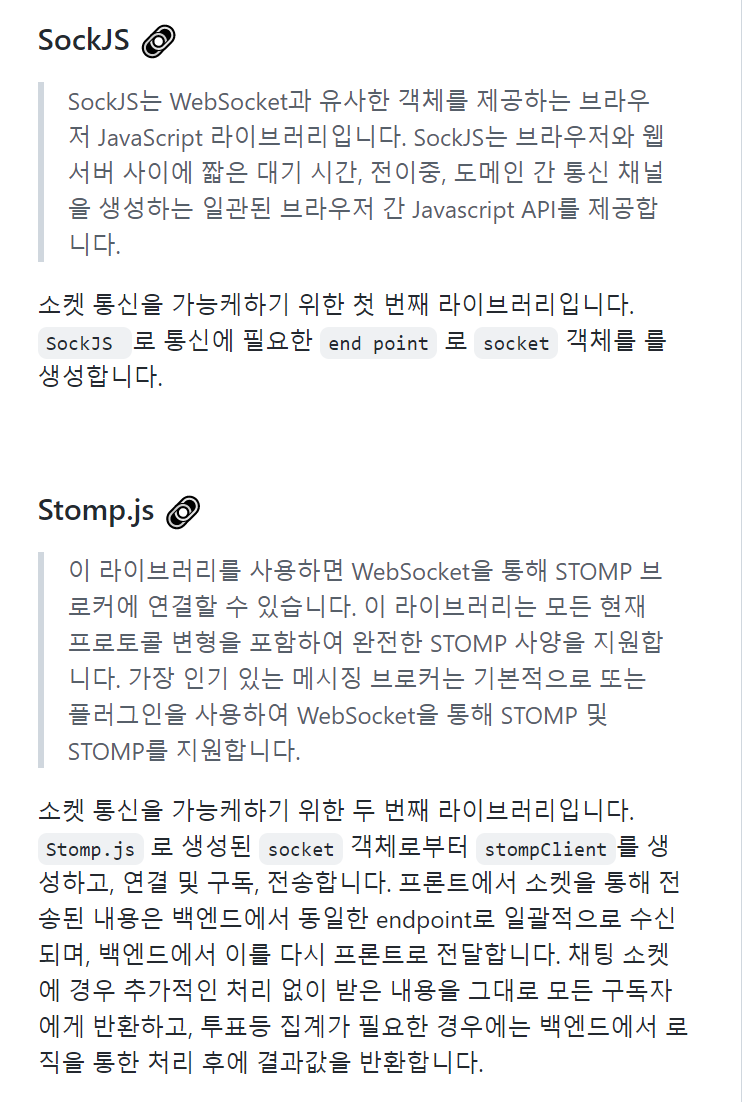 SockJS
SockJS는 WebSocket과 유사한 객체를 제공하는 브라우
저 JavaScript 라이브러리입니다. SockJS는 브라우저와 웹
서버 사이에 짧은 대기 시간, 전이중, 도메인 간 통신 채널
을 생성하는 일관된 브라우저 간 Javascript API를 제공합
니다.
소켓 통신을 가능케하기 위한 첫 번째 라이브러리입니다.
SockJS 로 통신에 필요한 end point 로 socket 객체를 를
생성합니다.
Stomp.js
이 라이브러리를 사용하면 WebSocket을 통해 STOMP 브
로커에 연결할 수 있습니다. 이 라이브러리는 모든 현재
프로토콜 변형을 포함하여 완전한 STOMP 사양을 지원합
니다. 가장 인기 있는 메시징 브로커는 기본적으로 또는
플러그인을 사용하여 WebSocket을 통해 STOMP 및
STOMP를 지원합니다.
소켓 통신을 가능케하기 위한 두 번째 라이브러리입니다.
Stomp.js 로 생성된 socket 객체로부터 stompClient를 생
성하고, 연결 및 구독, 전송합니다. 프론트에서 소켓을 통해 전
송된 내용은 백엔드에서 동일한 endpoint로 일괄적으로 수신
되며, 백엔드에서 이를 다시 프론트로 전달합니다. 채팅 소켓
에 경우 추가적인 처리 없이 받은 내용을 그대로 모든 구독자
에게 반환하고, 투표등 집계가 필요한 경우에는 백엔드에서 로
직을 통한 처리 후에 결과값을 반환합니다.